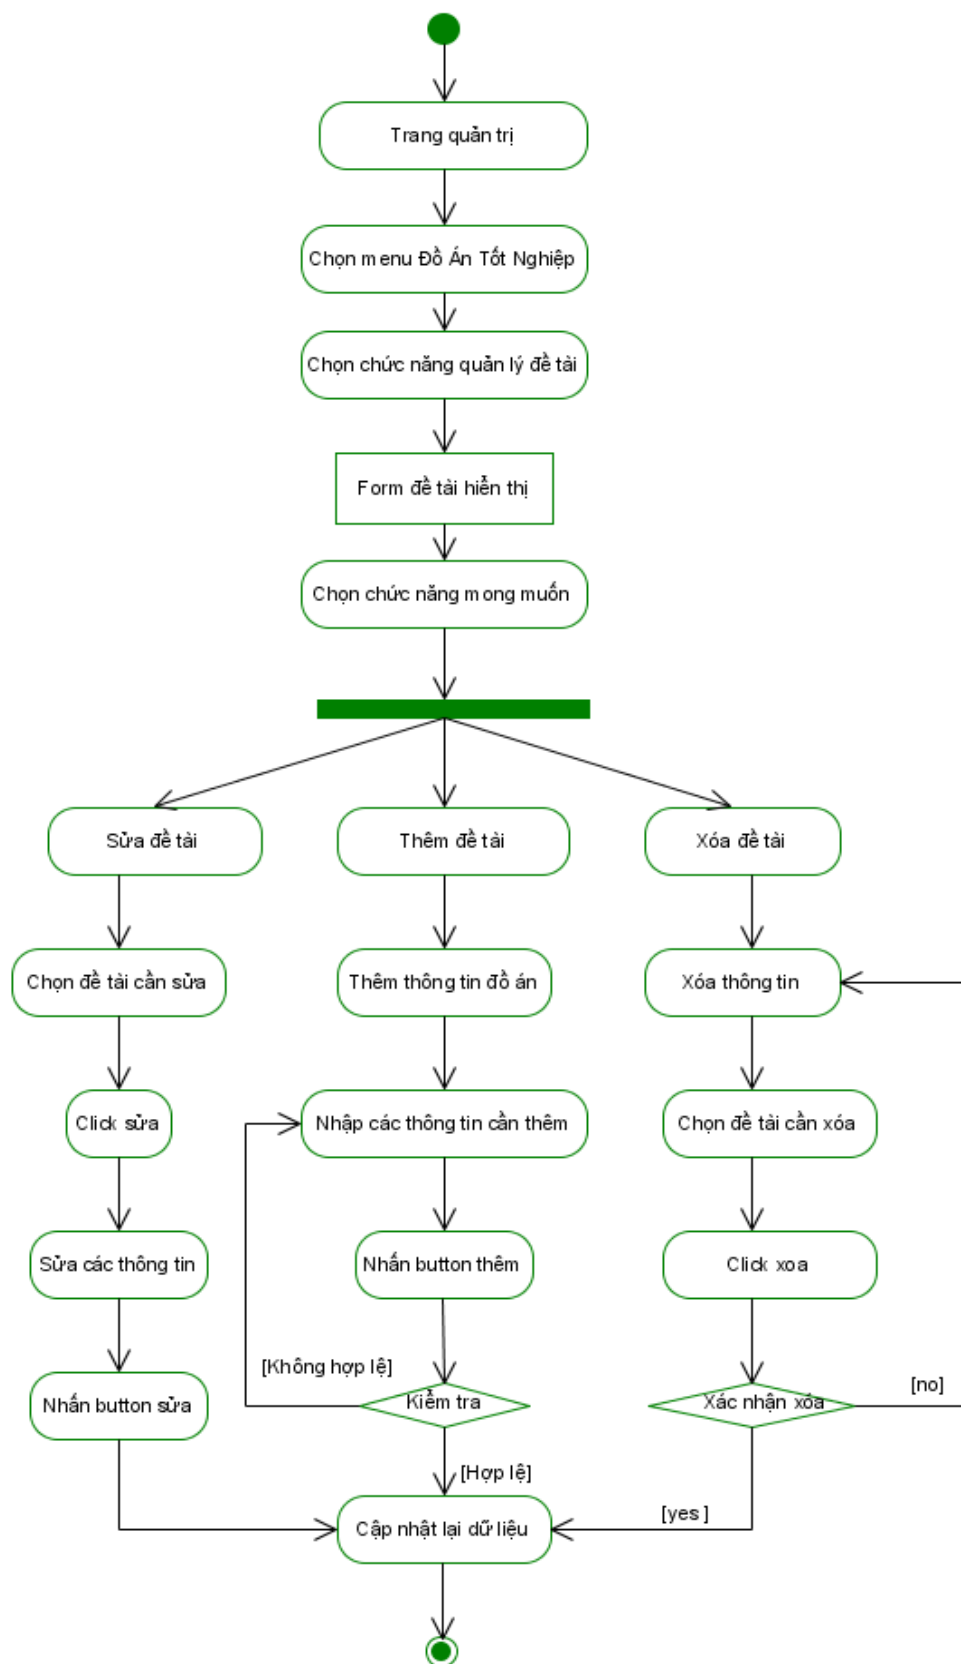 Trang quản trị
Chọn menu Đồ Án Tốt Nghiệp
Chọn chức năng quản lý đề tài
Form đề tài hiển thị
Chọn chức năng mong muốn
Sửa đề tài
Thêm đề tài
Xóa đề tài
Chọn đề tài cần sửa
Thêm thông tin đồ án
Xóa thông tin
Click sửa
Nhập các thông tin cần thêm
Chọn đề tài cần xóa
Sửa các thông tin
Nhấn button thêm
Click xoa
[Không hợp lệ]
[no]
Nhấn button sửa
Kiểm tra
Xác nhận xóa
[Hợp lệ]
[yes ]
Cập nhật lại dữ liệu